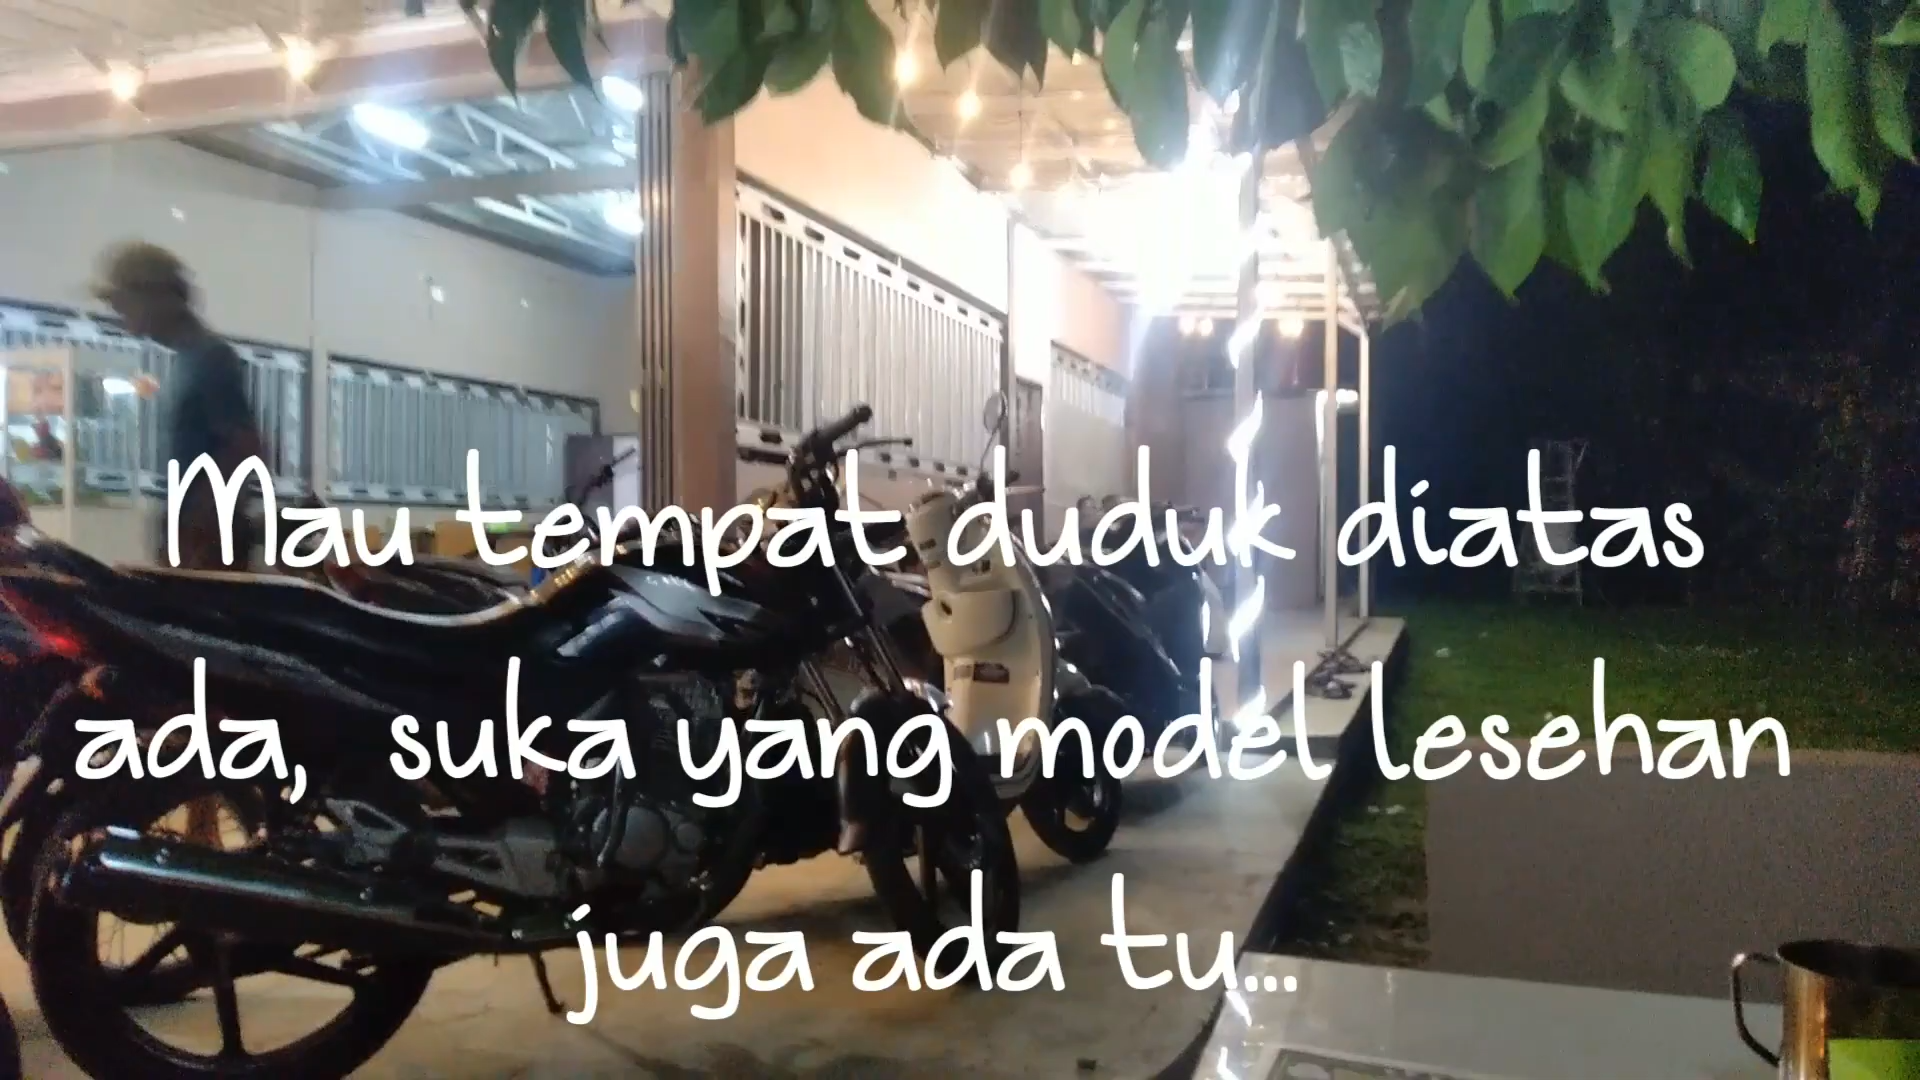 Mau tempat duduk diatas
ada, suka yang model lesehan
juga ada tu...